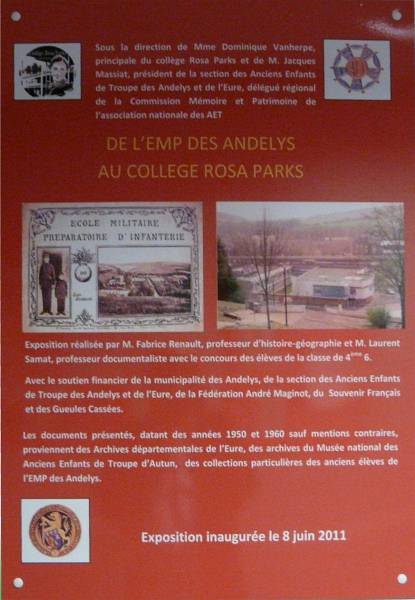 Sous la direction de Mme Dominique Vanherpe,
principale du collège Rosa Parks et de M. Jacques
Massiat, président de la section des Anciens Enfants
de Troupe des Andelys et de l'Eure, délégué régional
de la Commission Mémoire et Patrimoine de
l'association nationale des AET
DE L'EMP DES ANDELYS
AU COLLEGE ROSA PARKS
ECOLE MILITAIRE
PREPARATOIRE D'INFANTERIE
Exposition réalisée par M. Fabrice Renault, professeur d'histoire-géographie et M. Laurent
Samat, professeur documentaliste avec le concours des élèves de la classe de 4ème 6.
Avec le soutien financier de la municipalité des Andelys, de la section des Anciens Enfants
de Troupe des Andelys et de l'Eure, de la Fédération André Maginot, du Souvenir Français
et des Gueules Cassées.
Les documents présentés, datant des années 1950 et 1960 sauf mentions contraires,
proviennent des Archives départementales de l'Eure, des archives du Musée national des
Anciens Enfants de Troupe d'Autun, des collections particulières des anciens élèves de
l'EMP des Andelys.
Exposition inaugurée le 8 juin 2011